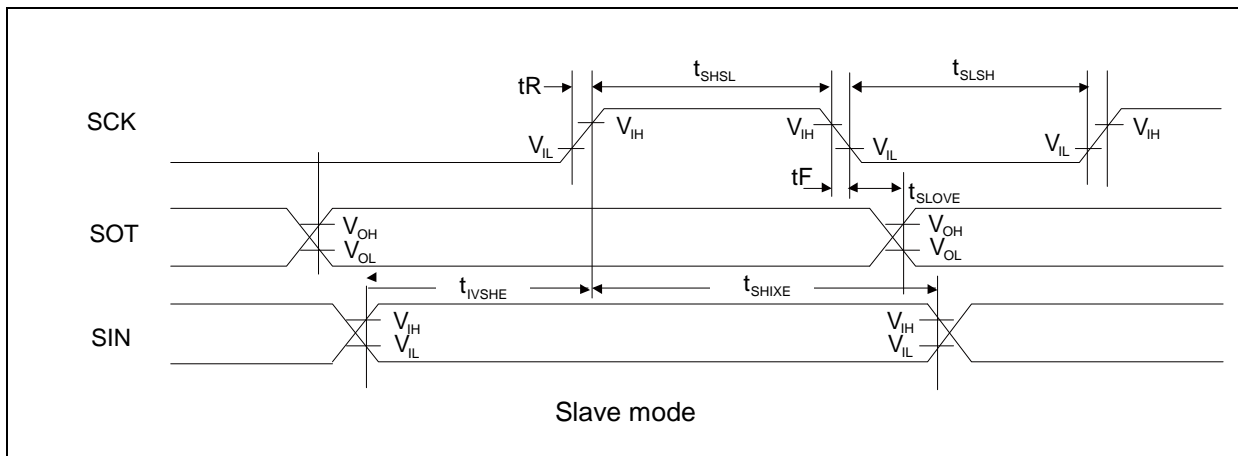 tR
tSHSL
tSLSH
SCK
VIH
VIH
VIH
VIL
VIL
VIL
tF
tSLOVE
SOT
VOH
VOL
VOH
VOL
tIVSHE
tSHIXE
SIN
VIH
VIL
VIH
VIL
Slave mode